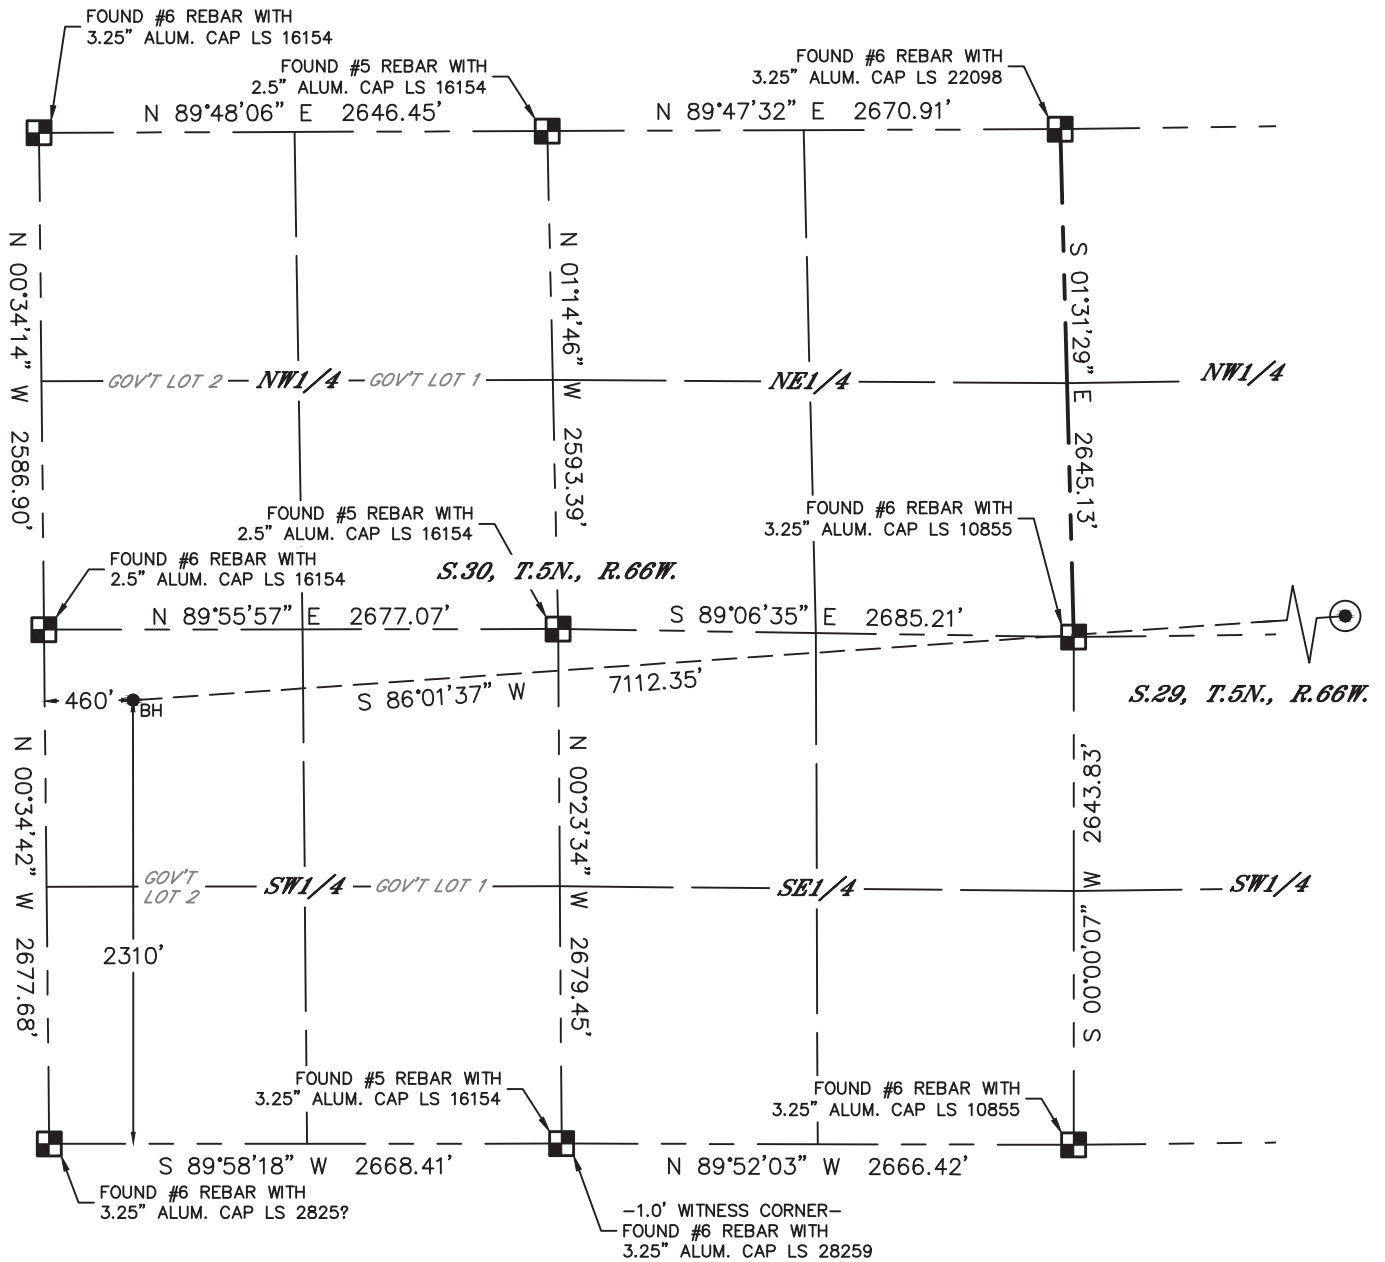 FOUND #6 REBAR WITH
3.25" ALUM. CAP LS 16154
FOUND #5 REBAR WITH
2.5" ALUM. CAP LS 16154
FOUND #6 REBAR WITH
3.25" ALUM. CAP LS 22098
N 89°48'06" E 2646.45'
N 89°47'32" E 2670.91'
N 00°34'14" W 2586.90'
N 01°14'46" W 2593.39'
S 01°31'29" E 2645.13'
GOV'T LOT 2
NW1/4
GOV'T LOT 1
NE1/4
NW1/4
FOUND #5 REBAR WITH
2.5" ALUM. CAP LS 16154
FOUND #6 REBAR WITH
3.25" ALUM. CAP LS 10855
FOUND #6 REBAR WITH
2.5" ALUM. CAP LS 16154
S.30, T.5N., R.66W.
N 89°55'57" E 2677.07'
S 89°06'35" E 2685.21'
S 86°01'37" W 7112.35'
460'
BH
S.29, T.5N., R.66W.
N 00°34'42" W 2677.68'
N 00°23'34" W 2679.45'
S 00°00'07" W 2643.83'
GOV'T
LOT 2
SW1/4
GOV'T LOT 1
SE1/4
SW1/4
2310'
FOUND #5 REBAR WITH
3.25" ALUM. CAP LS 16154
FOUND #6 REBAR WITH
3.25" ALUM. CAP LS 10855
S 89°58'18" W 2668.41'
N 89°52'03" W 2666.42'
FOUND #6 REBAR WITH
3.25" ALUM. CAP LS 2825?
-1.0' WITNESS CORNER-
FOUND #6 REBAR WITH
3.25" ALUM. CAP LS 28259